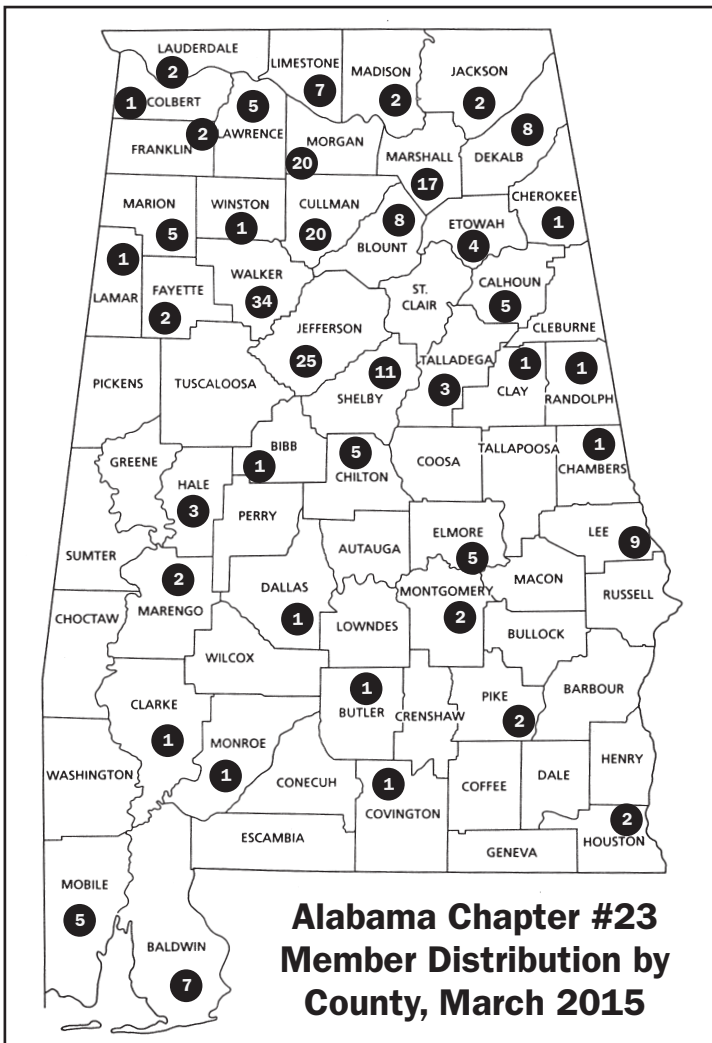 LAUDERDALE
2
LIMESTONE
7
MADISON
2
JACKSON
2
1
COLBERT
5
LAWRENCE
2
FRANKLIN
MORGAN
20
MARSHALL
17
8
DEKALB
CHEROKEE
1
MARION
5
WINSTON
1
CULLMAN
20
8
BLOUNT
ETOWAH
4
1
LAMAR
FAYETTE
2
WALKER
34
JEFFERSON
25
ST.
CLAIR
CALHOUN
5
CLEBURNE
PICKENS
TUSCALOOSA
11
SHELBY
TALLADEGA
3
1
CLAY
1
RANDOLPH
GREENE
HALE
3
BIBB
1
5
CHILTON
COOSA
TALLAPOOSA
1
CHAMBERS
PERRY
SUMTER
AUTAUGA
ELMORE
5
LEE
9
2
MARENGO
DALLAS
1
MONTGOMERY
2
MACON
RUSSELL
CHOCTAW
LOWNDES
BULLOCK
WILCOX
CLARKE
1
1
BUTLER
CRENSHAW
PIKE
2
BARBOUR
MONROE
1
WASHINGTON
CONECUH
1
COVINGTON
COFFEE
DALE
HENRY
ESCAMBIA
GENEVA
2
HOUSTON
MOBILE
5
BALDWIN
7
Alabama Chapter #23
Member Distribution by
County, March 2015